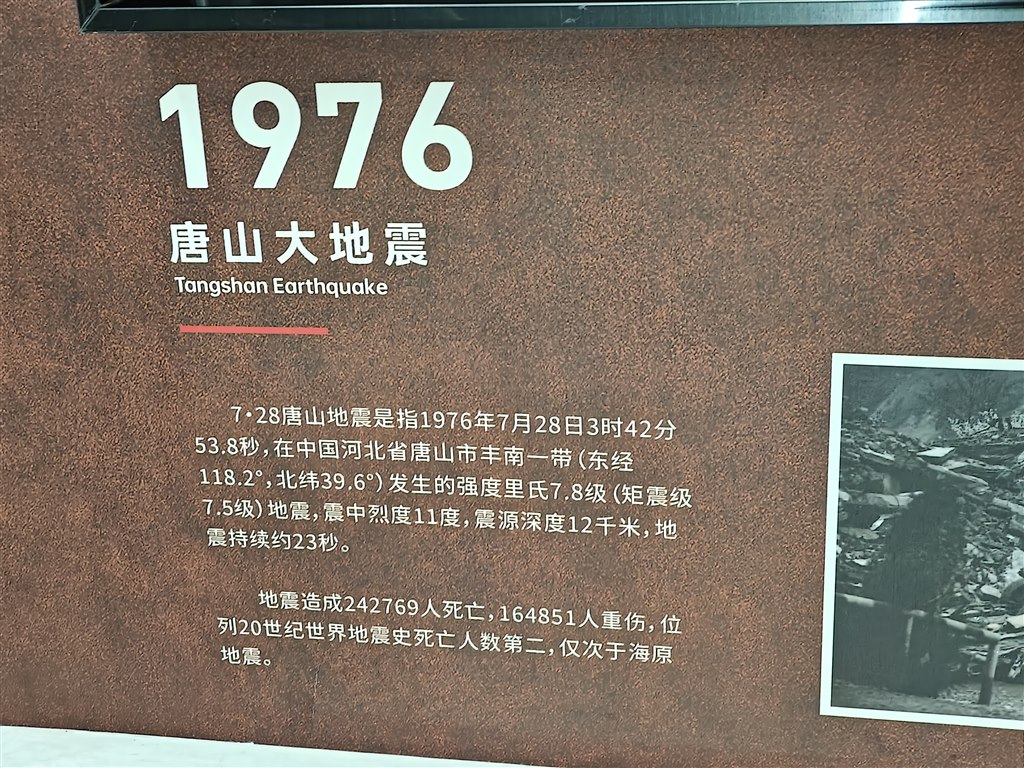 1976
唐山大地震
Tangshan Earthquake
7·28唐山地震是指1976年7月28日3时42分
53.8秒，在中国河北省唐山市丰南一带（东经
118.2°，北纬39.6°）发生的强度里氏7.8级（矩震级
7.5级）地震，震中烈度11度，震源深度12千米，地
震持续约23秒。
地震造成242769人死亡，164851人重伤，位
列20世纪世界地震史死亡人数第二，仅次于海原
地震。